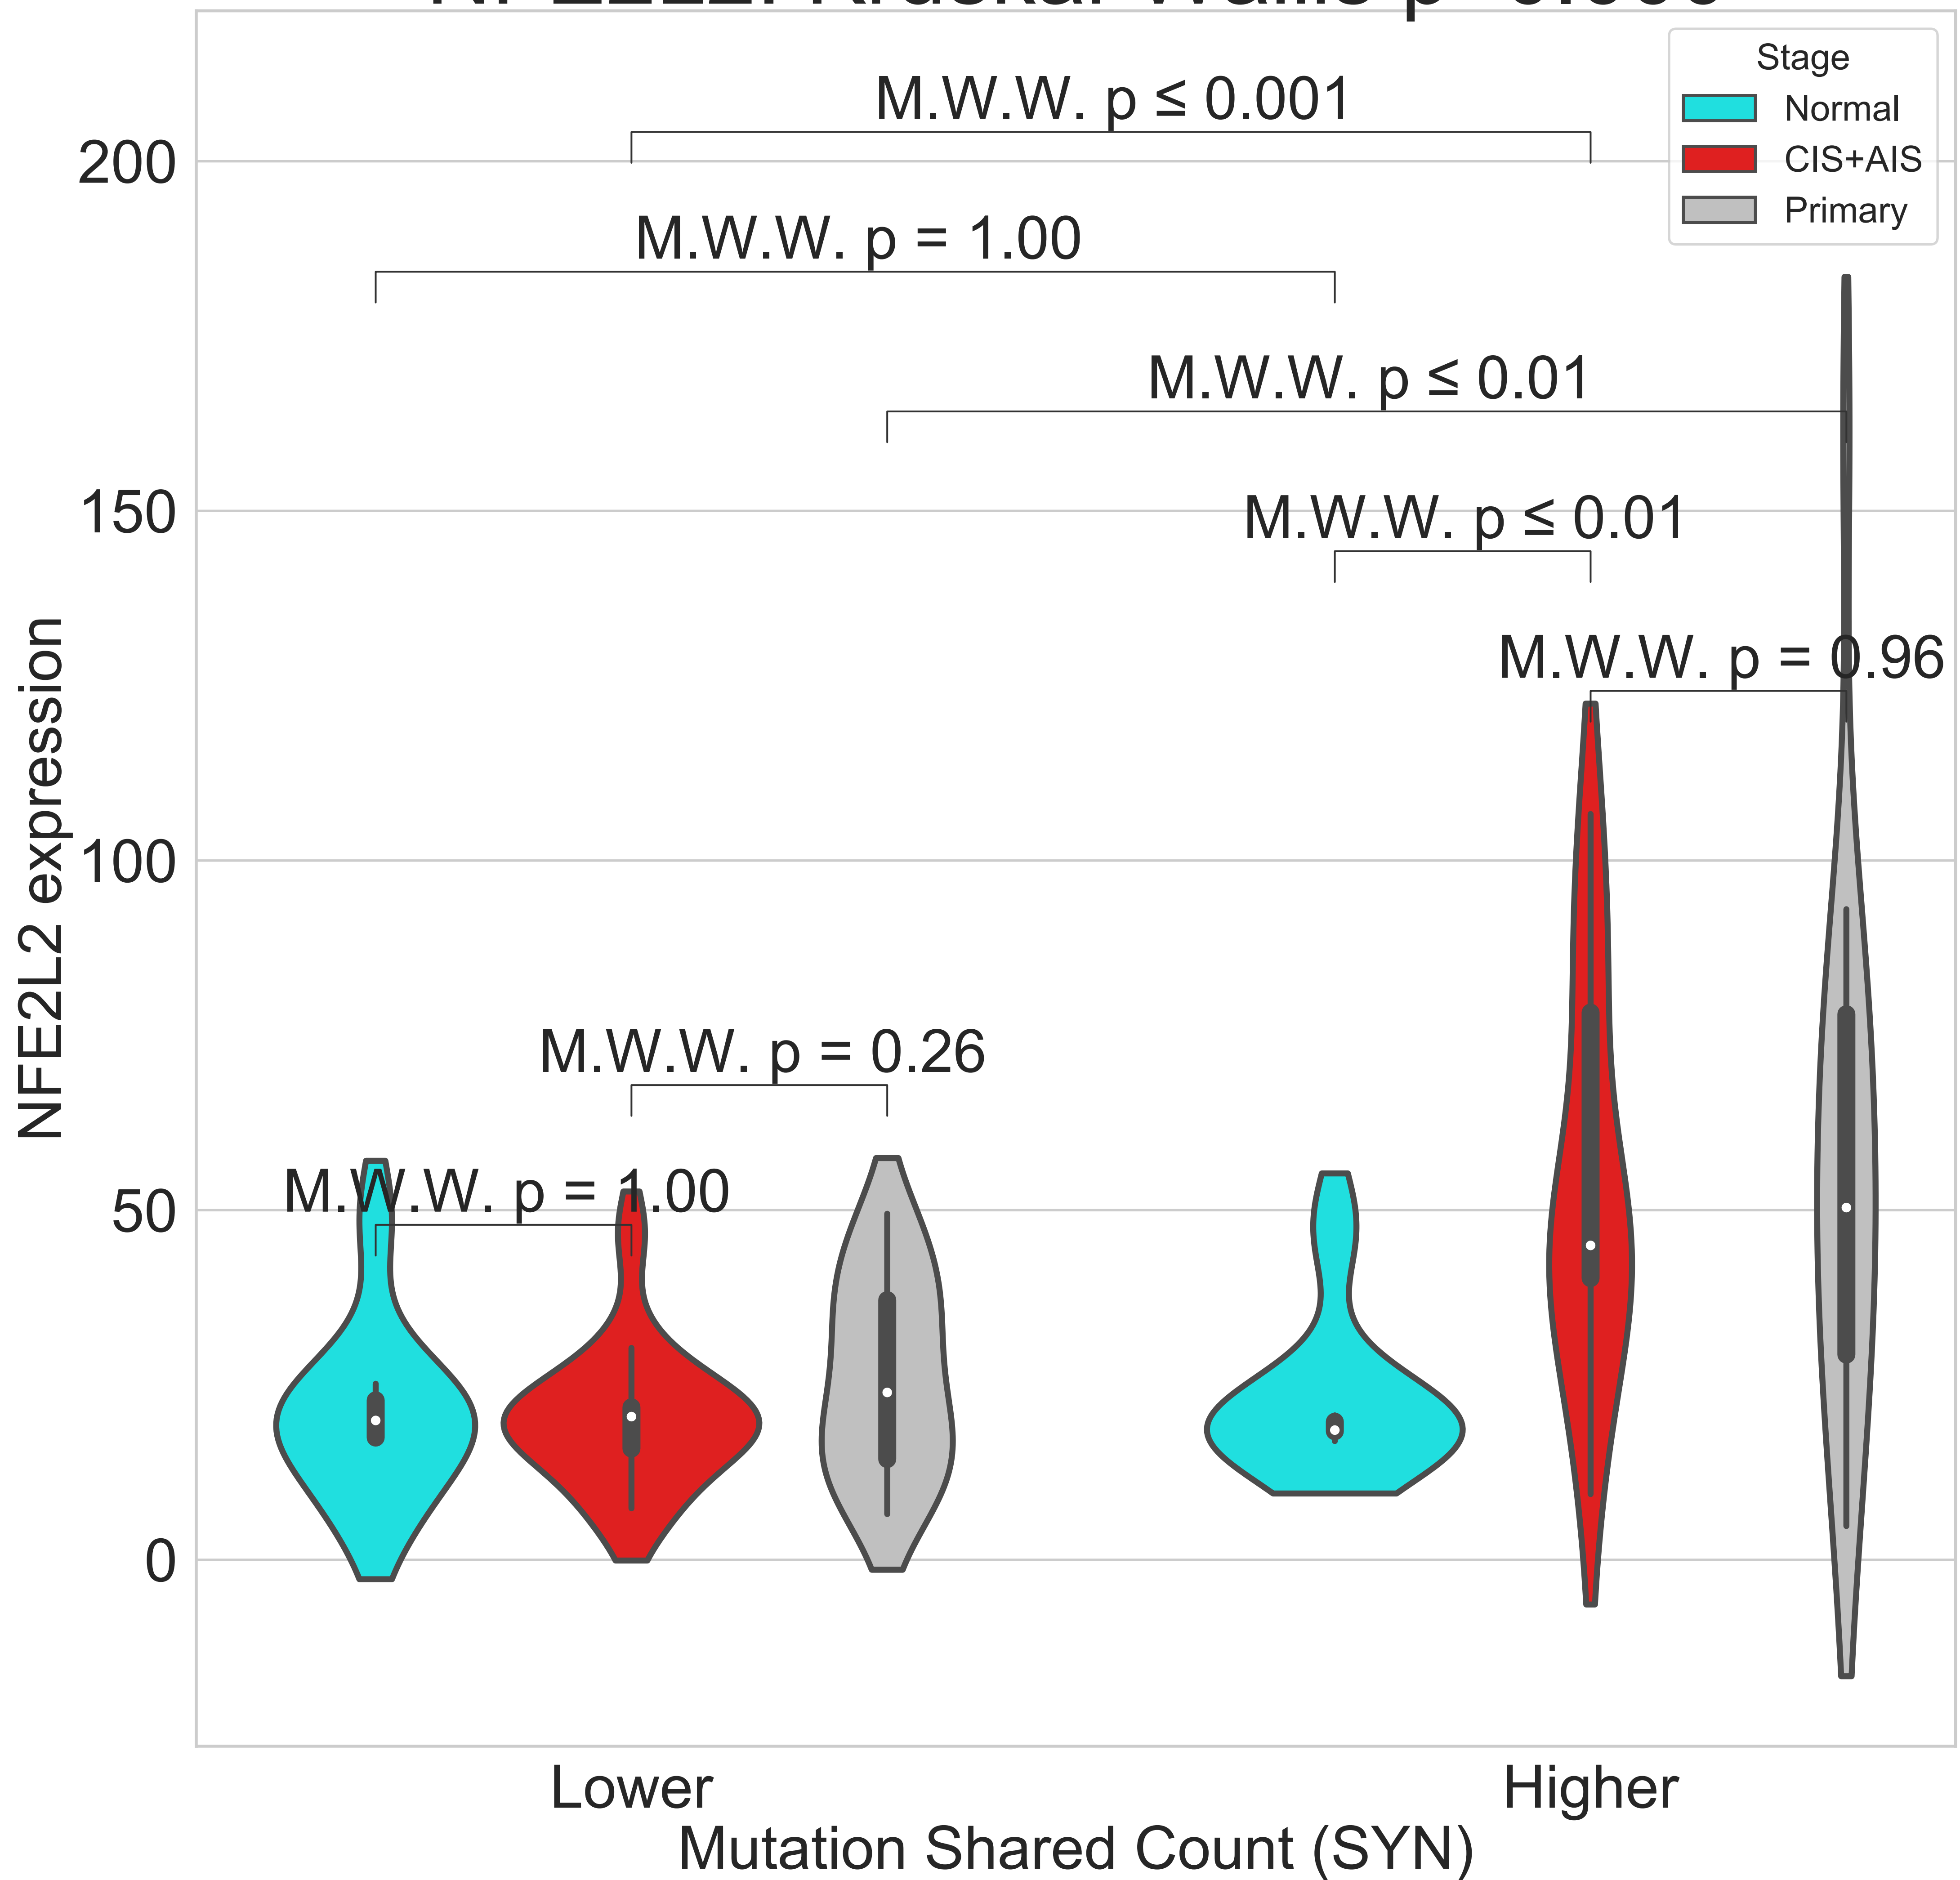 Stage
Normal
CIS+AIS
Primary
M.W.W. p ≤ 0.001
200
M.W.W. p = 1.00
M.W.W. p ≤ 0.01
150
M.W.W. p ≤ 0.01
M.W.W. p = 0.96
100
M.W.W. p = 0.26
M.W.W. p = 1.00
50
0
NFE2L2 expression
Lower
Higher
Mutation Shared Count (SYN)